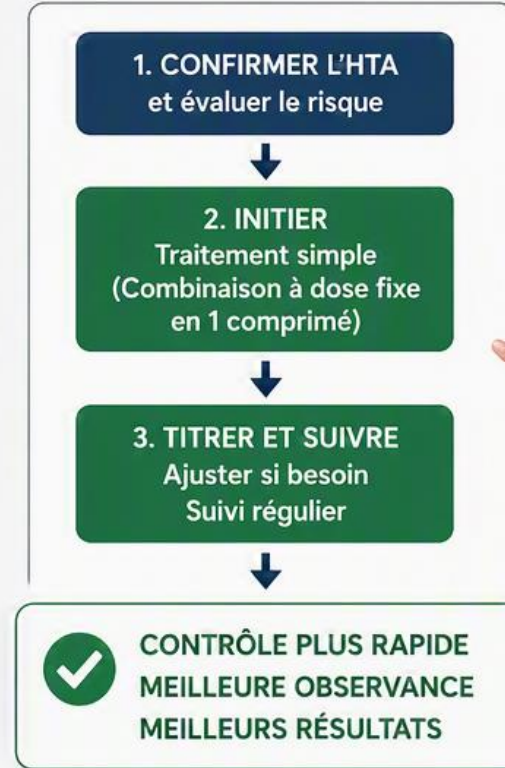 1. CONFIRMER L'HTA
et évaluer le risque
2. INITIER
Traitement simple
(Combinaison à dose fixe
en 1 comprimé)
3. TITRER ET SUIVRE
Ajuster si besoin
Suivi régulier
CONTRÔLE PLUS RAPIDE
MEILLEURE OBSERVANCE
MEILLEURS RÉSULTATS